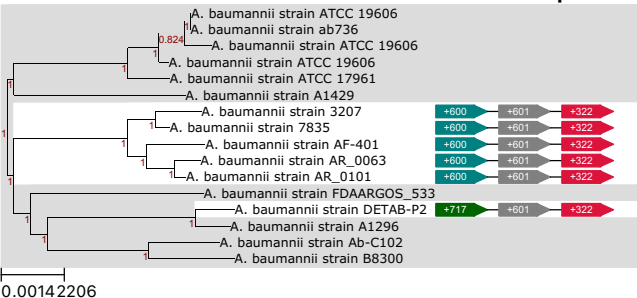 A. baumannii strain ATCC 19606
1 A. baumannii strain ab736
0.824 A. baumannii strain ATCC 19606
A. baumannii strain ATCC 19606
1
1 A. baumannii strain ATCC 17961
1 A. baumannii strain A1429
A. baumannii strain 3207 +600 +601 +322
1 1 A. baumannii strain 7835 +600 +601 +322
1 A. baumannii strain AF-401 +600 +601 +322
1 A. baumannii strain AR_0063 +600 +601 +322
1 1 A. baumannii strain AR_0101 +600 +601 +322
A. baumannii strain FDAARGOS_533
1 A. baumannii strain DETAB-P2 +717 +601 +322
1 1 A. baumannii strain A1296
A. baumannii strain Ab-C102
1 A. baumannii strain B8300
0.00142206